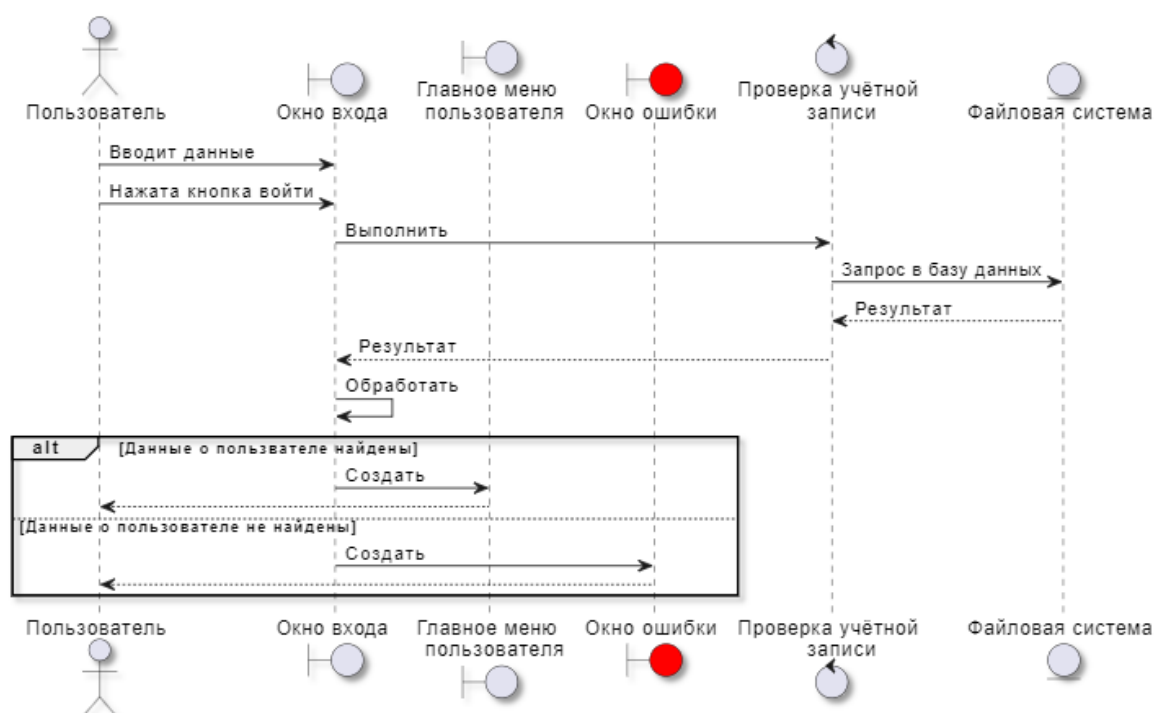 Пользователь
Окно входа
Главное меню
пользователя
Окно ошибки
Проверка учётной
записи
Файловая система
Вводит данные
Нажата кнопка войти
Выполнить
Запрос в базу данных
Результат
Результат
Обработать
alt
[Данные о пользвателе найдены]
Создать
[Данные о пользователе не найдены]
Создать
Пользователь
Окно входа
Главное меню
пользователя
Окно ошибки
Проверка учётной
записи
Файловая система